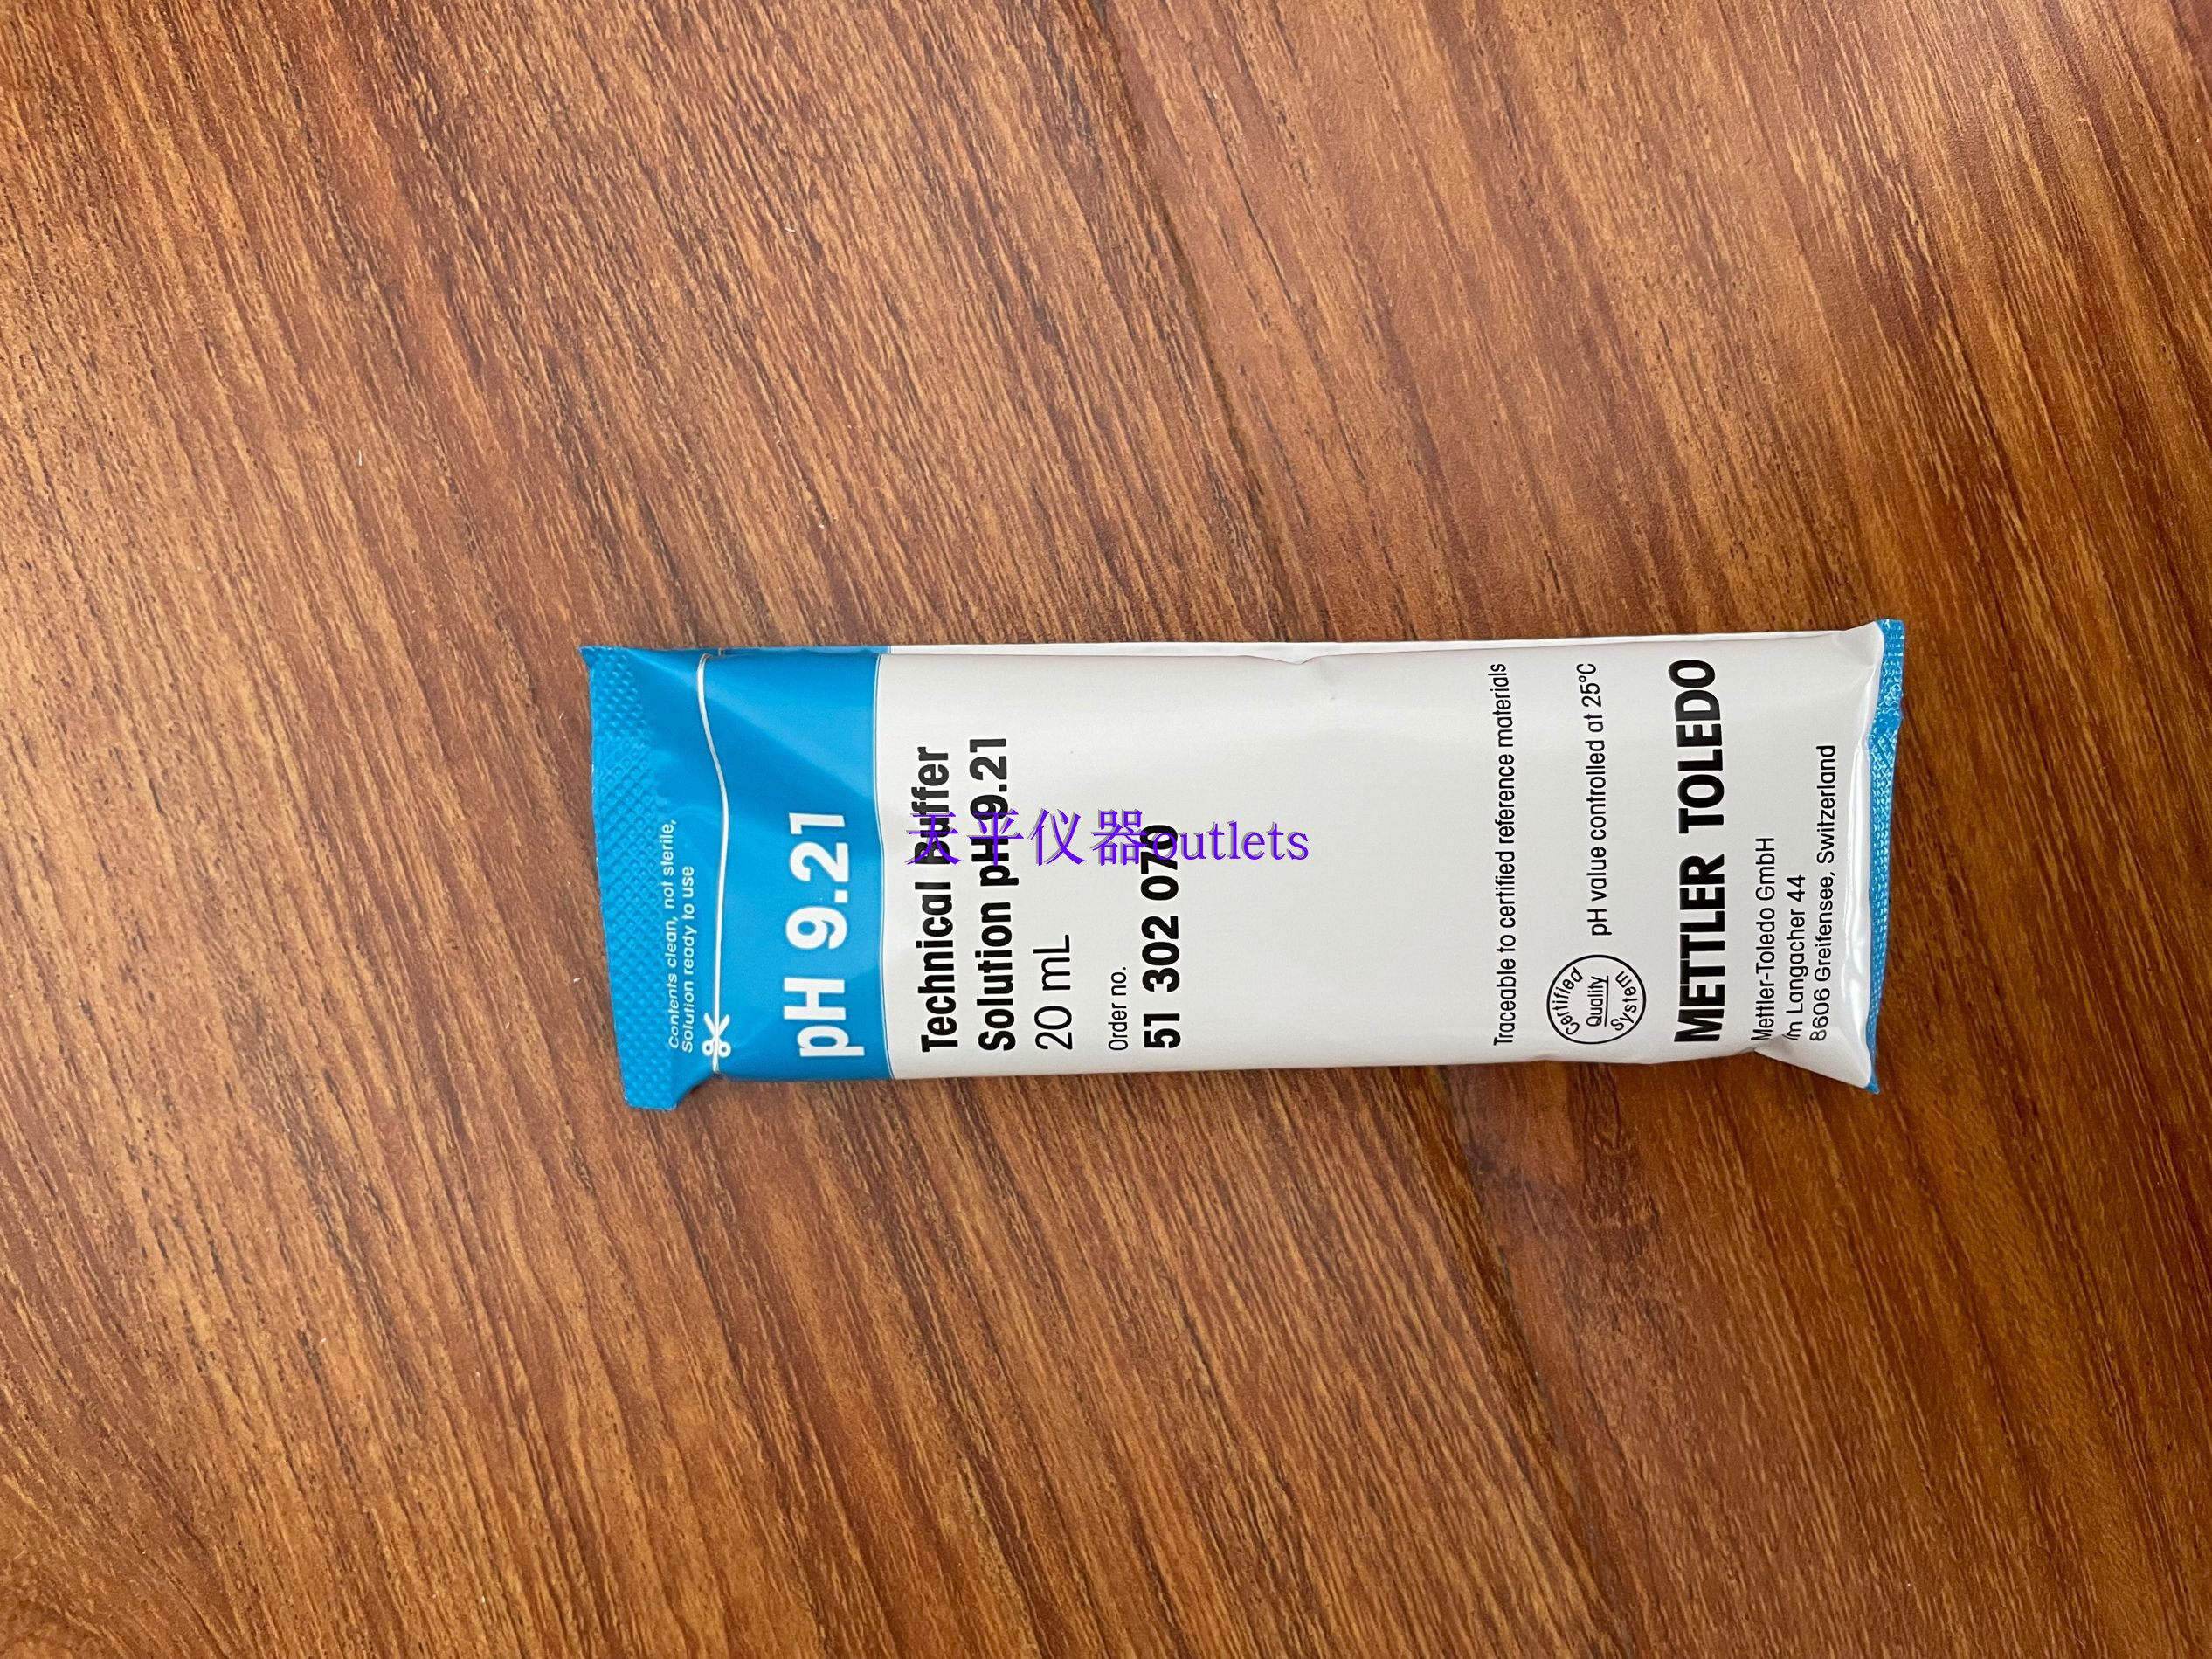 Contents clean, not sterile,
Solution ready to use
pH 9.21
Technical Buffer
Solution pH 9.21
20 mL
Order no.
51 302 070
Traceable to certified reference materials
Certified
Quality
System
pH value controlled at 25°C
METTLER TOLEDO
Mettler-Toledo GmbH
Im Langacher 44
8606 Greifensee, Switzerland
天平仪器outlets